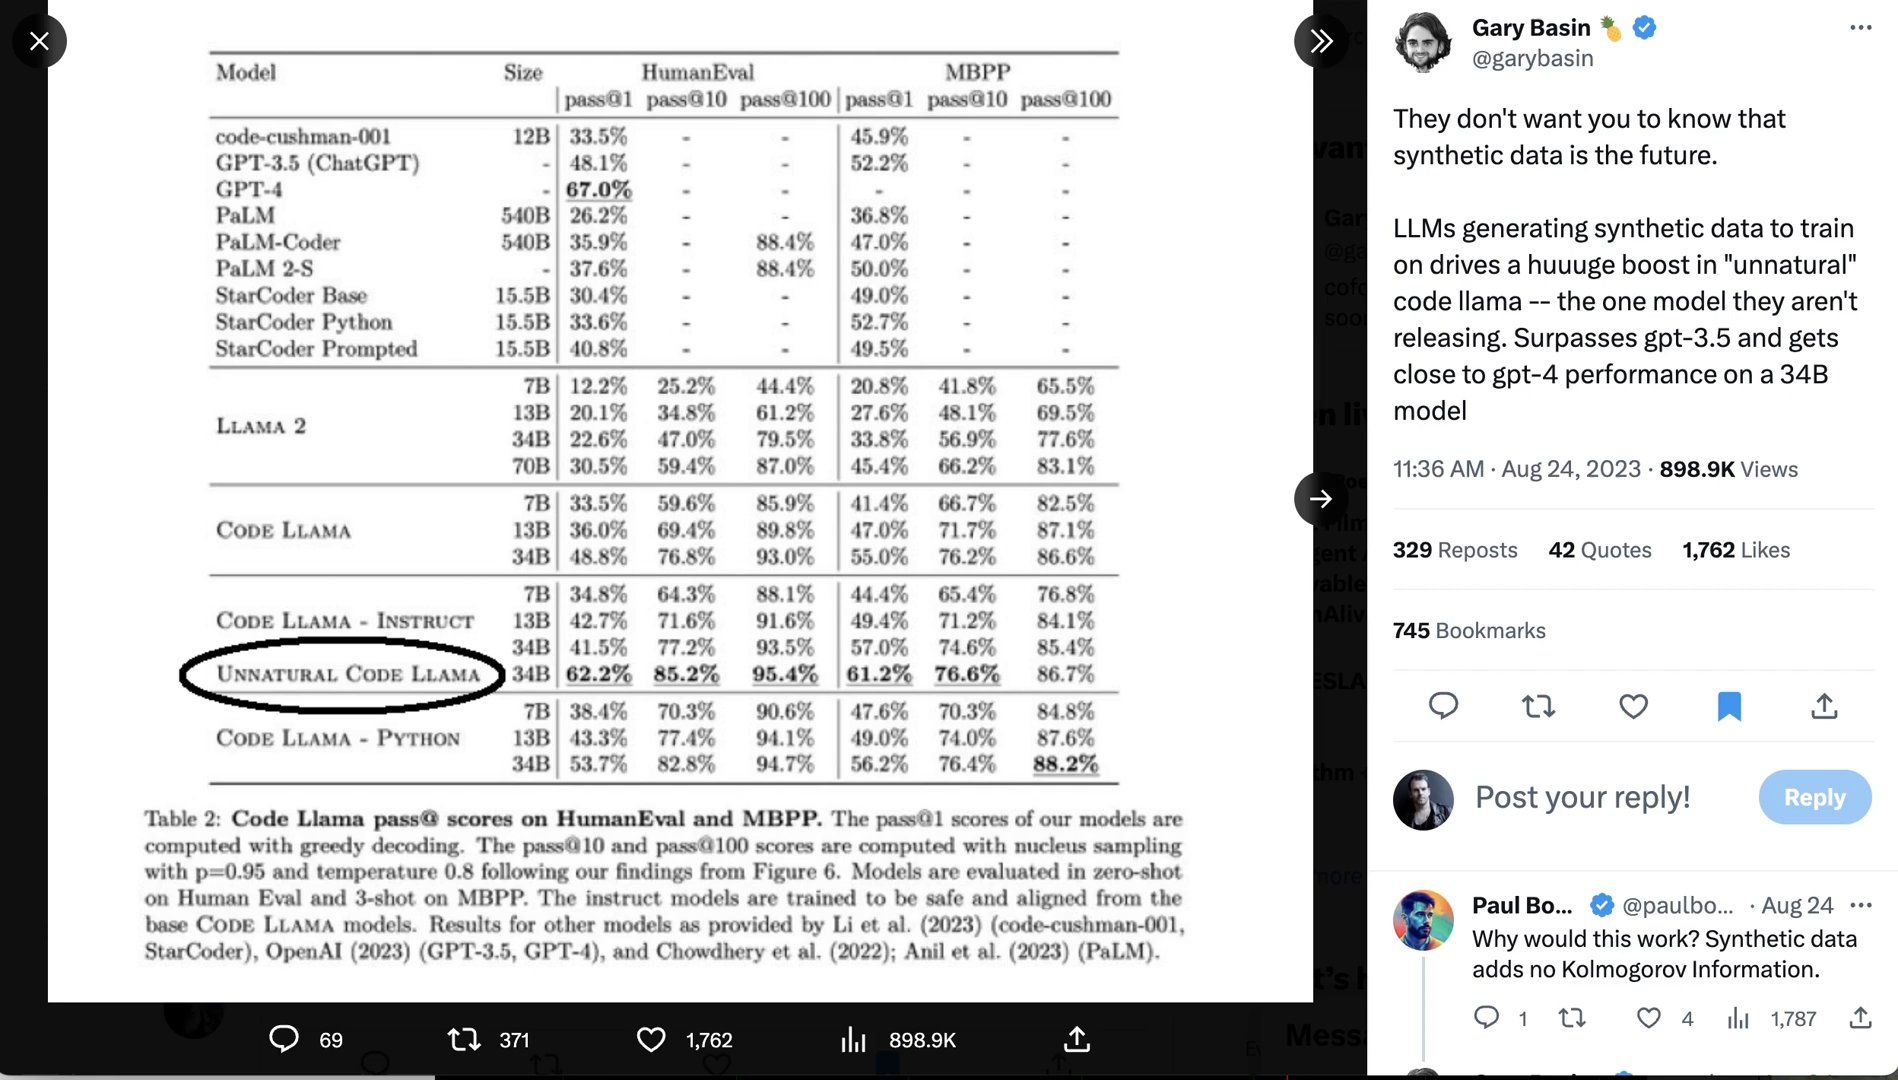 Model Size HumanEval MBPP
pass@1 pass@10 pass@100 pass@1 pass@10 pass@100
code-cushman-001 12B 33.5% - - 45.9% - -
GPT-3.5 (ChatGPT) - 48.1% - - 52.2% - -
GPT-4 - 67.0% - - - - -
PaLM 540B 26.2% - - 36.8% - -
PaLM-Coder 540B 35.9% - 88.4% 47.0% - -
PaLM 2-S - 37.6% - 88.4% 50.0% - -
StarCoder Base 15.5B 30.4% - - 49.0% - -
StarCoder Python 15.5B 33.6% - - 52.7% - -
StarCoder Prompted 15.5B 40.8% - - 49.5% - -
LLAMA 2
7B 12.2% 25.2% 44.4% 20.8% 41.8% 65.5%
13B 20.1% 34.8% 61.2% 27.6% 48.1% 69.5%
34B 22.6% 47.0% 79.5% 33.8% 56.9% 77.6%
70B 30.5% 59.4% 87.0% 45.4% 66.2% 83.1%
CODE LLAMA
7B 33.5% 59.6% 85.9% 41.4% 66.7% 82.5%
13B 36.0% 69.4% 89.8% 47.0% 71.7% 87.1%
34B 48.8% 76.8% 93.0% 55.0% 76.2% 86.6%
CODE LLAMA - INSTRUCT
7B 34.8% 64.3% 88.1% 44.4% 65.4% 76.8%
13B 42.7% 71.6% 91.6% 49.4% 71.2% 84.1%
34B 41.5% 77.2% 93.5% 57.0% 74.6% 85.4%
UNNATURAL CODE LLAMA 34B 62.2% 85.2% 95.4% 61.2% 76.6% 86.7%
CODE LLAMA - PYTHON
7B 38.4% 70.3% 90.6% 47.6% 70.3% 84.8%
13B 43.3% 77.4% 94.1% 49.0% 74.0% 87.6%
34B 53.7% 82.8% 94.7% 56.2% 76.4% 88.2%
Table 2: Code Llama pass@ scores on HumanEval and MBPP. The pass@1 scores of our models are
computed with greedy decoding. The pass@10 and pass@100 scores are computed with nucleus sampling
with p=0.95 and temperature 0.8 following our findings from Figure 6. Models are evaluated in zero-shot
on Human Eval and 3-shot on MBPP. The instruct models are trained to be safe and aligned from the
base CODE LLAMA models. Results for other models as provided by Li et al. (2023) (code-cushman-001,
StarCoder), OpenAI (2023) (GPT-3.5, GPT-4), and Chowdhery et al. (2022); Anil et al. (2023) (PaLM).
69 371 1,762 898.9K
Gary Basin
@garybasin
They don't want you to know that
synthetic data is the future.
LLMs generating synthetic data to train
on drives a huuuge boost in "unnatural"
code llama -- the one model they aren't
releasing. Surpasses gpt-3.5 and gets
close to gpt-4 performance on a 34B
model
11:36 AM · Aug 24, 2023 · 898.9K Views
329 Reposts 42 Quotes 1,762 Likes
745 Bookmarks
Post your reply!
Reply
Paul Bo... @paulbo... · Aug 24
Why would this work? Synthetic data
adds no Kolmogorov Information.
1 4 1,787